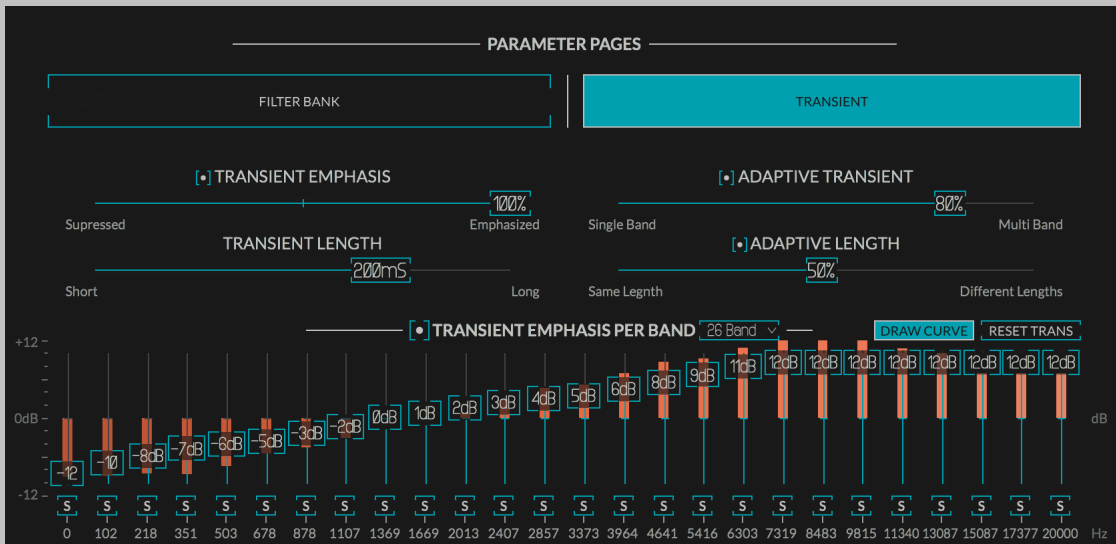 PARAMETER PAGES
FILTER BANK TRANSIENT
TRANSIENT EMPHASIS ADAPTIVE TRANSIENT
100% 80%
Supressed Emphasized Single Band Multi Band
TRANSIENT LENGTH ADAPTIVE LENGTH
200mS 50%
Short Long Same Legnth Different Lengths
TRANSIENT EMPHASIS PER BAND 26 Band DRAW CURVE RESET TRANS
+12
0dB dB
-12
-12 -10 -8dB -7dB -6dB -5dB -3dB -2dB 0dB 1dB 2dB 3dB 4dB 5dB 6dB 8dB 9dB 11dB 12dB 12dB 12dB 12dB 12dB 12dB 12dB 12dB
S S S S S S S S S S S S S S S S S S S S S S S S S S
0 102 218 351 503 678 878 1107 1369 1669 2013 2407 2857 3373 3964 4641 5416 6303 7319 8483 9815 11340 13087 15087 17377 20000 Hz